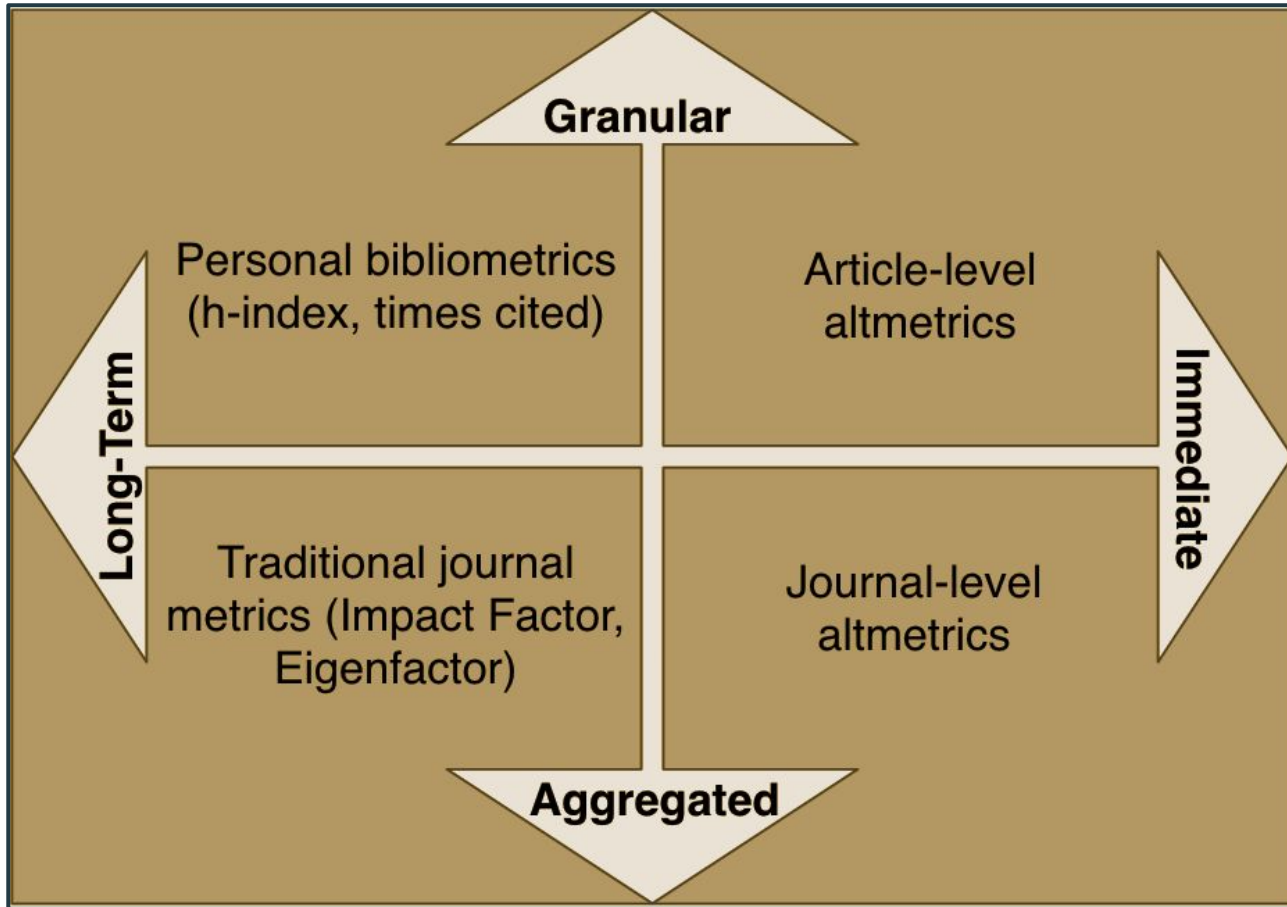 Granular
Personal bibliometrics
(h-index, times cited)
Article-level
altmetrics
Long-Term
Immediate
Traditional journal
metrics (Impact Factor,
Eigenfactor)
Journal-level
altmetrics
Aggregated